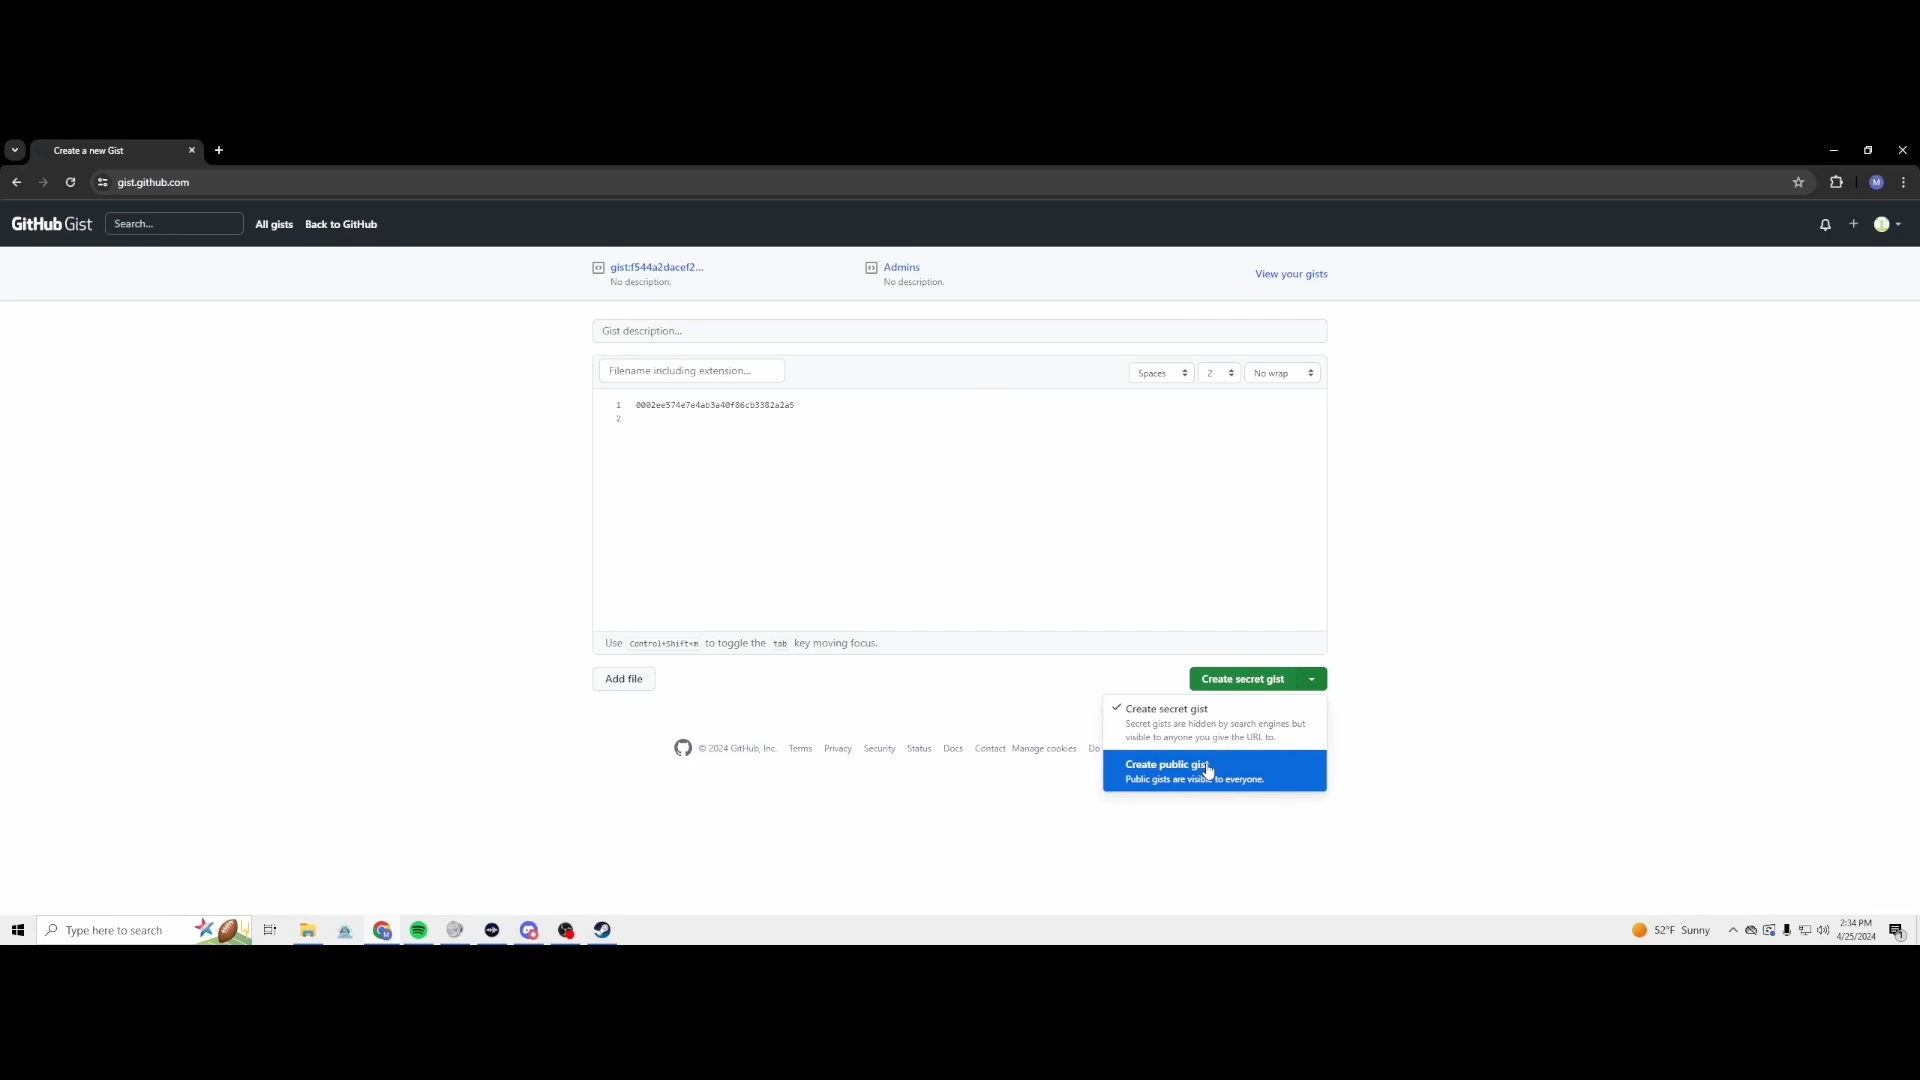 Create a new Gist
gist.github.com
M
GitHub Gist
Search...
All gists
Back to GitHub
gist:f544a2dacef2...
No description.
Admins
No description.
View your gists
Gist description...
Filename including extension...
Spaces
2
No wrap
1 0002ee574e7e4ab3a40f86cb3382a2a5
2
Use Control+Shift+m to toggle the tab key moving focus.
Add file
Create secret gist
Create secret gist
Secret gists are hidden by search engines but
visible to anyone you give the URL to.
© 2024 GitHub, Inc. Terms Privacy Security Status Docs Contact Manage cookies Do
Create public gist
Public gists are visible to everyone.
Type here to search
52°F Sunny
2:34 PM
4/25/2024
1